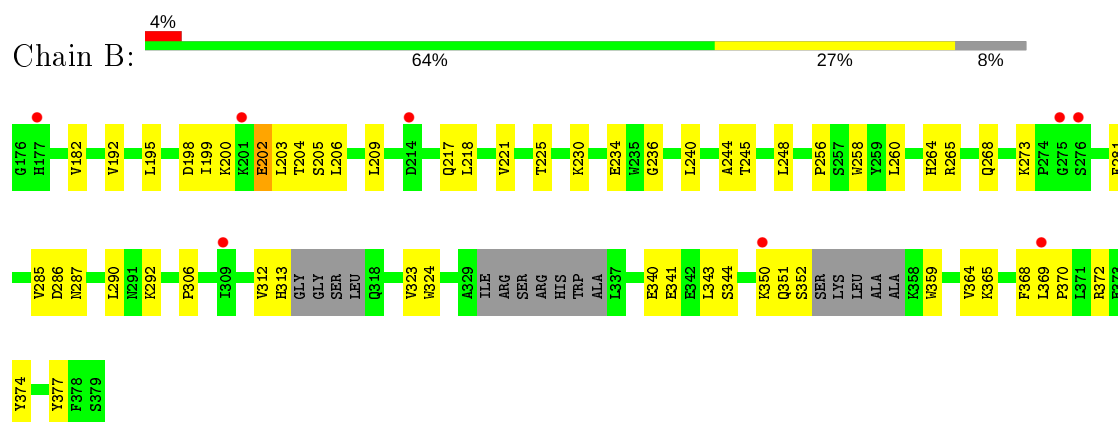 4%
Chain B:
64% 27% 8%
G176 H177 V182 V192 L195 D198 I199 K200 K201 E202 L203 T204 S205 L206 L209 D214 Q217 L218 V221 T225 K230 E234 W235 G236 L240 A244 T245 L248 P256 S257 W258 Y259 L260 H264 R265 Q268 K273 P274 G275 S276 E281
V285 D286 N287 L290 N291 K292 P306 I309 V312 H313 GLY GLY SER LEU Q318 V323 W324 A329 ILE ARG SER ARG HIS TRP ALA L337 E340 E341 E342 L343 S344 K350 Q351 S352 SER LYS LEU ALA ALA K358 W359 V364 K365 F368 L369 P370 L371 R372 E373
Y374 Y377 F378 S379